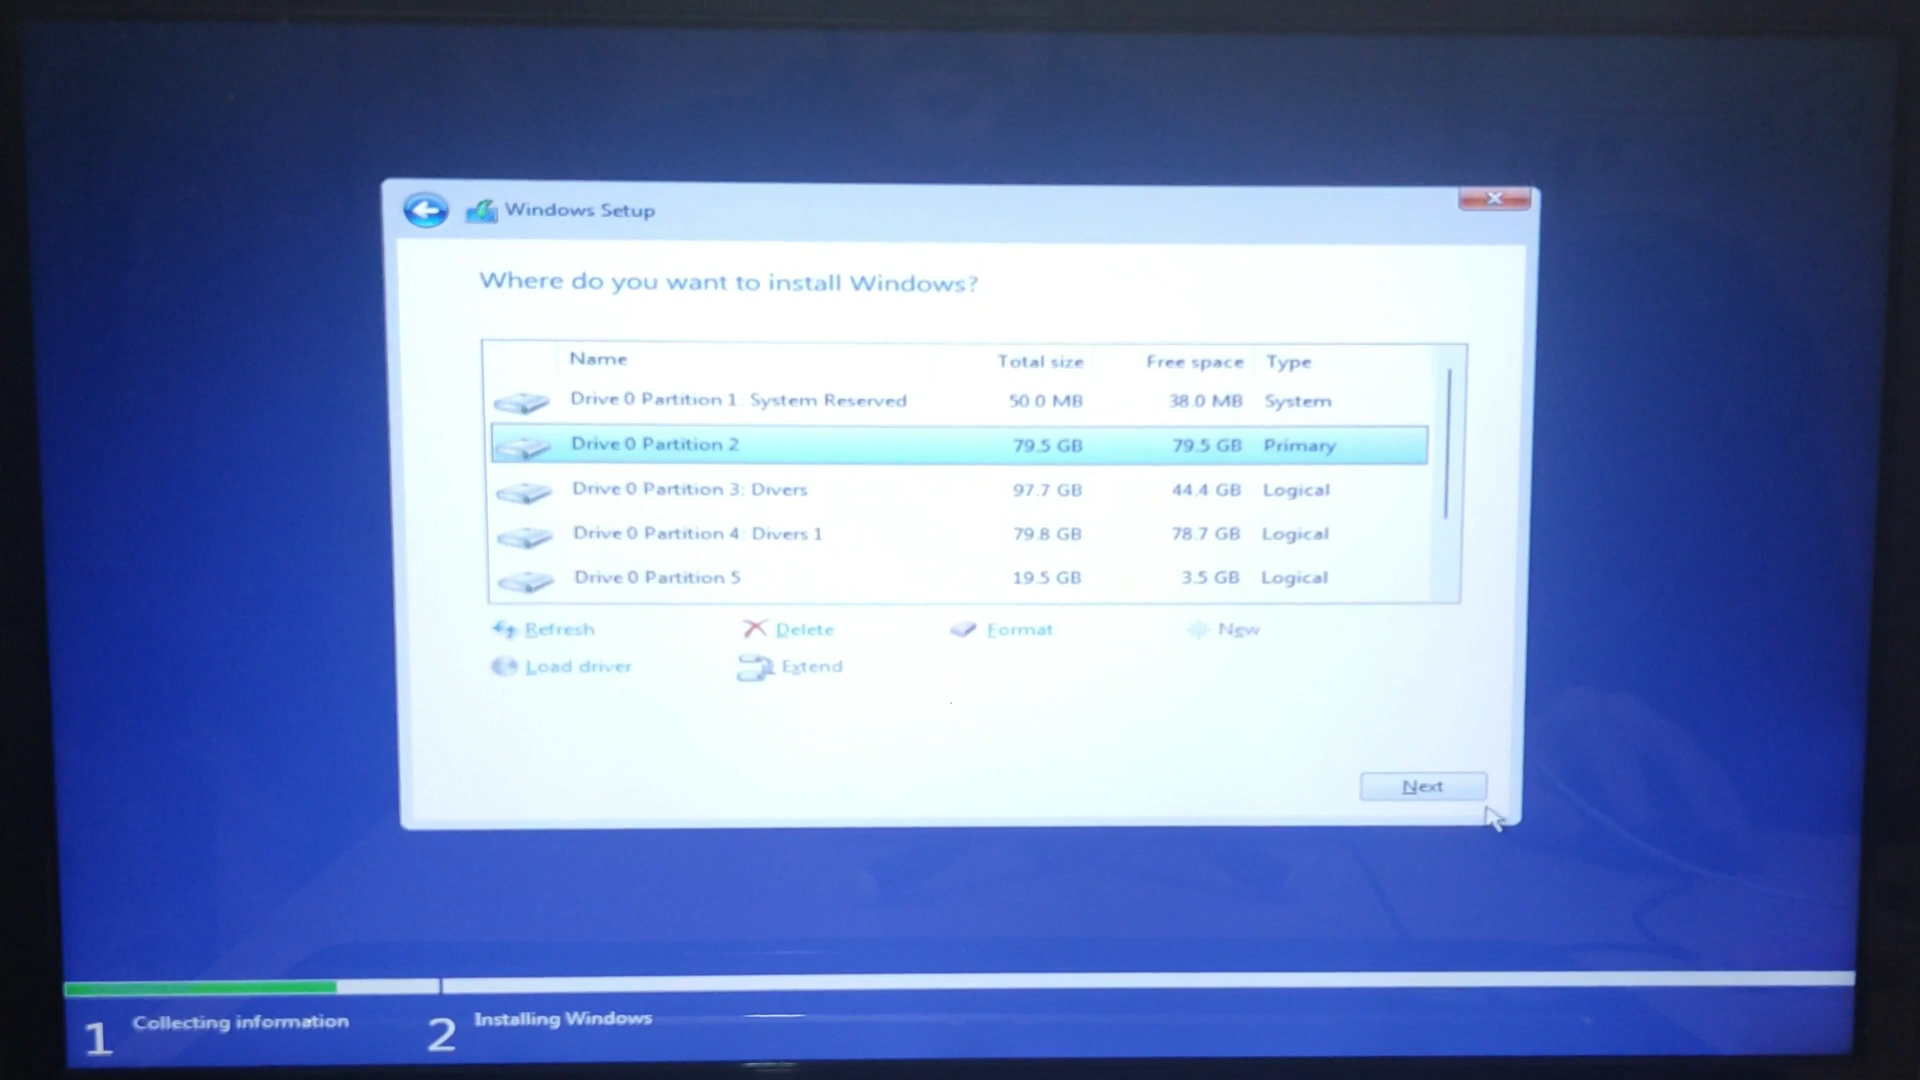 Windows Setup
Where do you want to install Windows?
Name Total size Free space Type
Drive 0 Partition 1: System Reserved 50.0 MB 38.0 MB System
Drive 0 Partition 2 79.5 GB 79.5 GB Primary
Drive 0 Partition 3: Divers 97.7 GB 44.4 GB Logical
Drive 0 Partition 4: Divers 1 79.8 GB 78.7 GB Logical
Drive 0 Partition 5 19.5 GB 3.5 GB Logical
Refresh Delete Format New
Load driver Extend
Next
1 Collecting information 2 Installing Windows